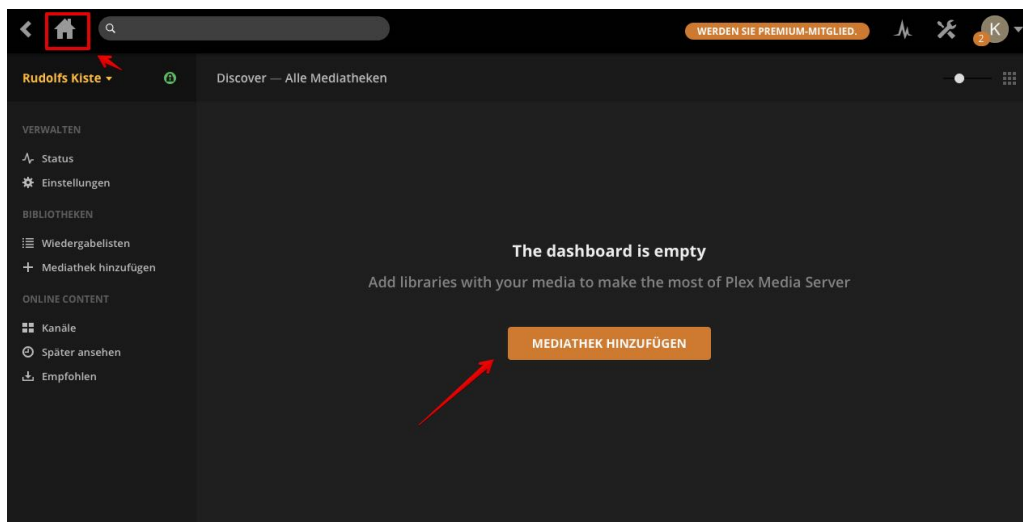 WERDEN SIE PREMIUM-MITGLIED.
K
2
Rudolfs Kiste
Discover — Alle Mediatheken
VERWALTEN
Status
Einstellungen
BIBLIOTHEKEN
Wiedergabelisten
Mediathek hinzufügen
ONLINE CONTENT
Kanäle
Später ansehen
Empfohlen
The dashboard is empty
Add libraries with your media to make the most of Plex Media Server
MEDIATHEK HINZUFÜGEN